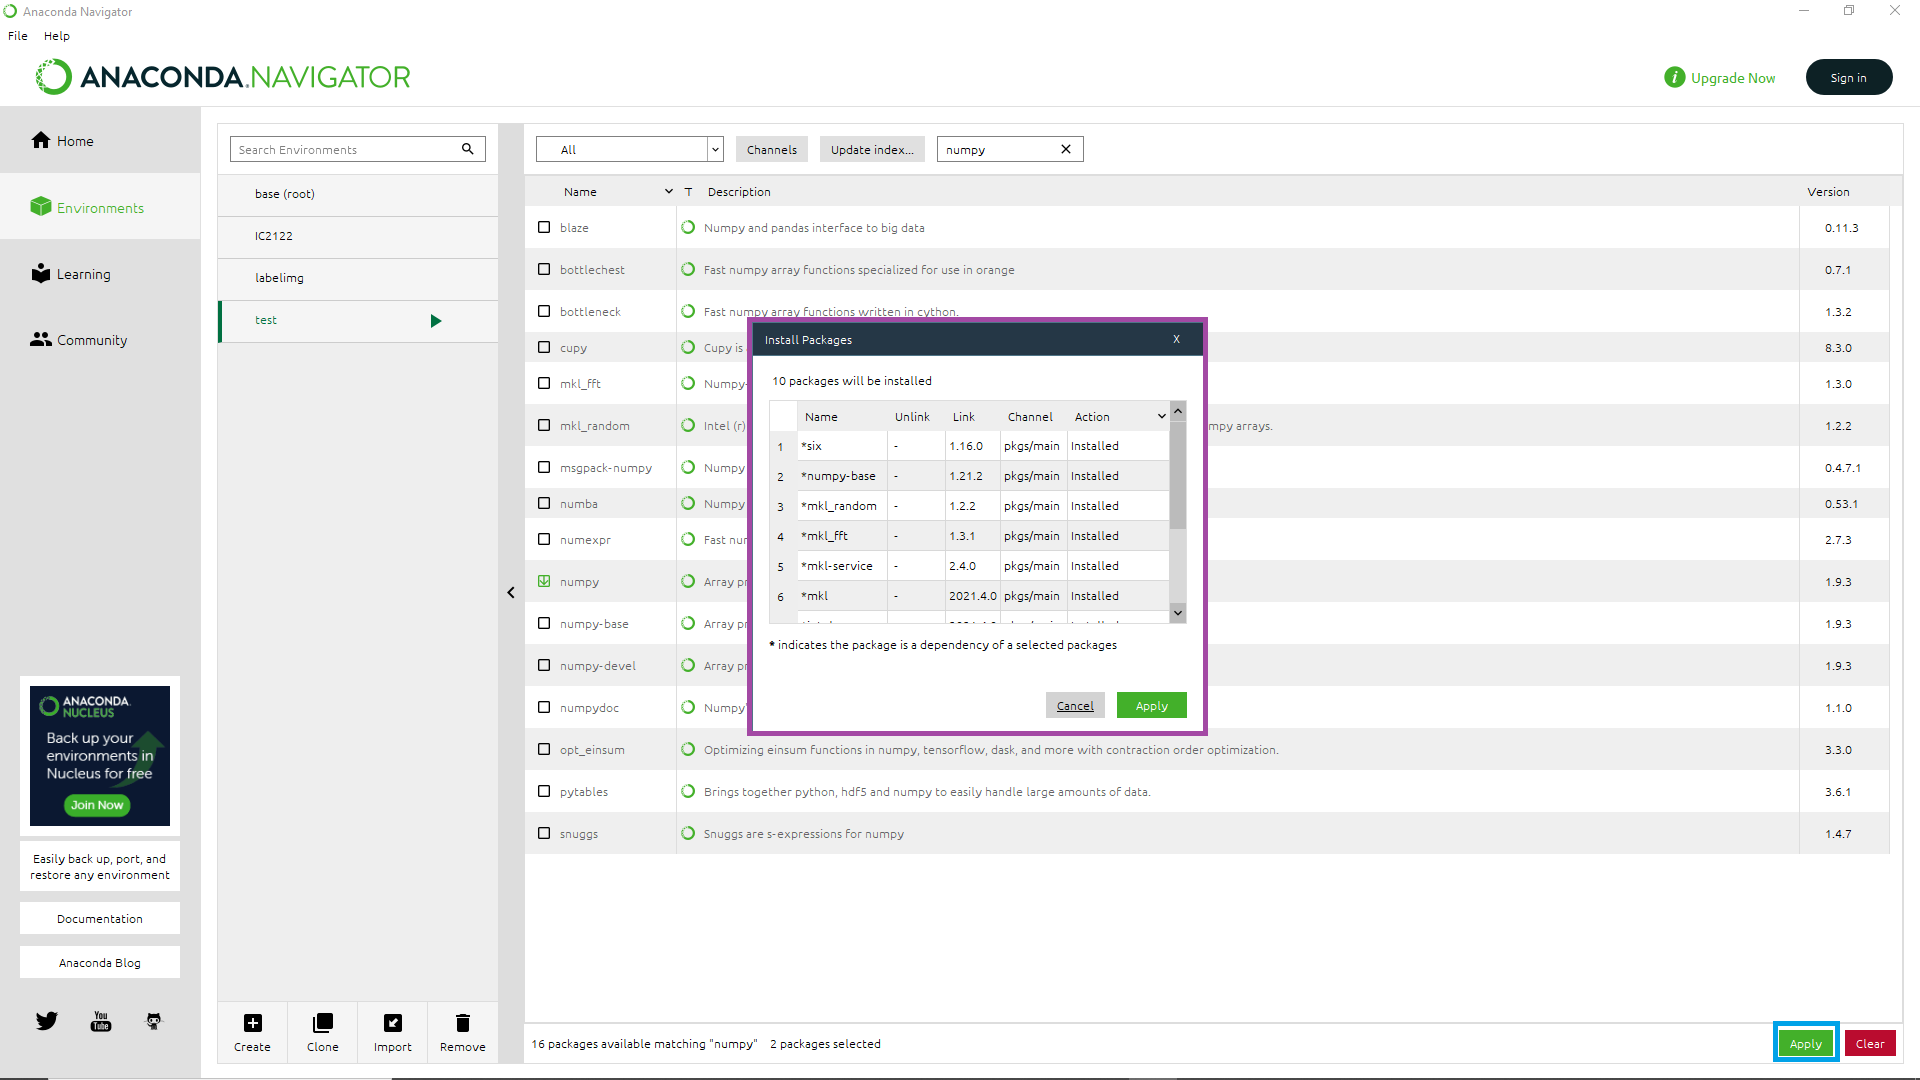 Anaconda Navigator
File Help
ANACONDA.NAVIGATOR
Upgrade Now
Sign in
Home
Environments
Learning
Community
Search Environments
base (root)
IC2122
labelimg
test
All
Channels
Update index...
numpy
Name T Description Version
blaze Numpy and pandas interface to big data 0.11.3
bottlechest Fast numpy array functions specialized for use in orange 0.7.1
bottleneck Fast numpy array functions written in cython. 1.3.2
cupy Cupy is 8.3.0
mkl_fft Numpy- 1.3.0
mkl_random Intel (r) mpy arrays. 1.2.2
msgpack-numpy Numpy 0.4.7.1
numba Numpy 0.53.1
numexpr Fast nur 2.7.3
numpy Array pr 1.9.3
numpy-base Array pr 1.9.3
numpy-devel Array pr 1.9.3
numpydoc Numpy' 1.1.0
opt_einsum Optimizing einsum functions in numpy, tensorflow, dask, and more with contraction order optimization. 3.3.0
pytables Brings together python, hdf5 and numpy to easily handle large amounts of data. 3.6.1
snuggs Snuggs are s-expressions for numpy 1.4.7
Install Packages X
10 packages will be installed
Name Unlink Link Channel Action
1 *six - 1.16.0 pkgs/main Installed
2 *numpy-base - 1.21.2 pkgs/main Installed
3 *mkl_random - 1.2.2 pkgs/main Installed
4 *mkl_fft - 1.3.1 pkgs/main Installed
5 *mkl-service - 2.4.0 pkgs/main Installed
6 *mkl - 2021.4.0 pkgs/main Installed
* indicates the package is a dependency of a selected packages
Cancel
Apply
ANACONDA.
NUCLEUS
Back up your
environments in
Nucleus for free
Join Now
Easily back up, port, and
restore any environment
Documentation
Anaconda Blog
You
Tube
Create
Clone
Import
Remove
16 packages available matching "numpy" 2 packages selected
Apply
Clear